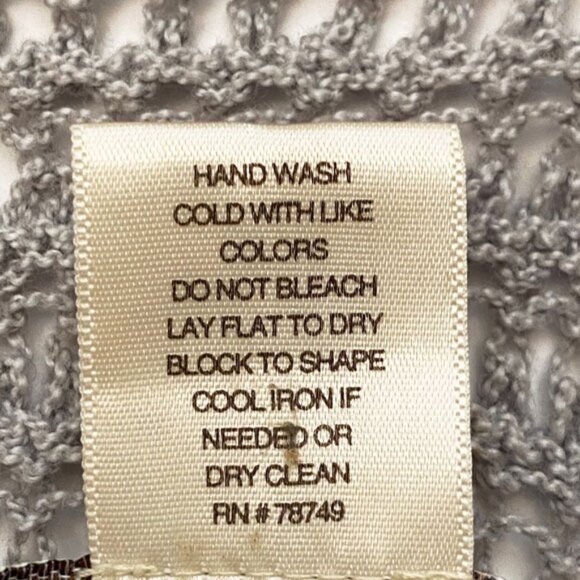 HAND WASH
COLD WITH LIKE
COLORS
DO NOT BLEACH
LAY FLAT TO DRY
BLOCK TO SHAPE
COOL IRON IF
NEEDED OR
DRY CLEAN
RN # 78749